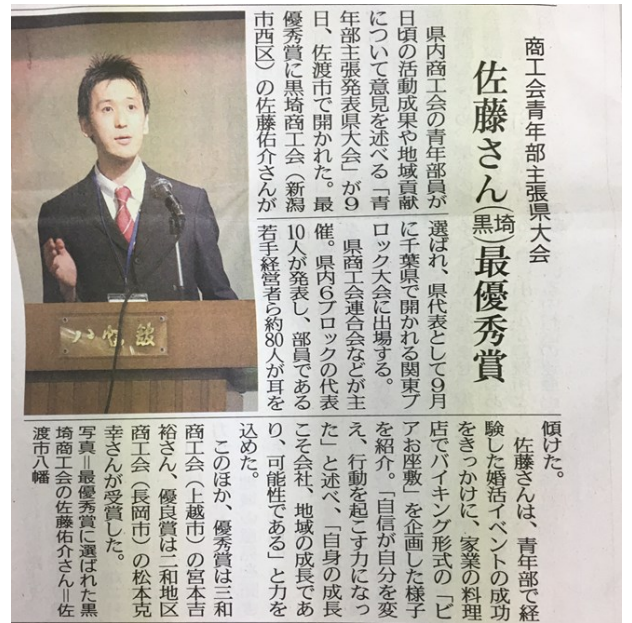 商工会青年部主張県大会
佐藤さん(黒埼)最優秀賞
県内商工会の青年部員が
日頃の活動成果や地域貢献
について意見を述べる「青
年部主張発表県大会」が9
日、佐渡市で開かれた。最
優秀賞に黒埼商工会(新潟
市西区)の佐藤佑介さんが
選ばれ、県代表として9月
に千葉県で開かれる関東ブ
ロック大会に出場する。
県商工会連合会などが主
催。県内6ブロックの代表
10人が発表し、部員である
若手経営者ら約80人が耳を
傾けた。
佐藤さんは、青年部で経
験した婚活イベントの成功
をきっかけに、家業の料理
店でバイキング形式の「ビ
アお座敷」を企画した様子
を紹介。「自信が自分を変
え、行動を起こす力になっ
た」と述べ、「自身の成長
こそ会社、地域の成長であ
り、可能性である」と力を
込めた。
このほか、優秀賞は三和
商工会(上越市)の宮本吉
裕さん、優良賞は二和地区
商工会(長岡市)の松本克
幸さんが受賞した。
写真=最優秀賞に選ばれた黒
埼商工会の佐藤佑介さん=佐
渡市八幡
八幡館